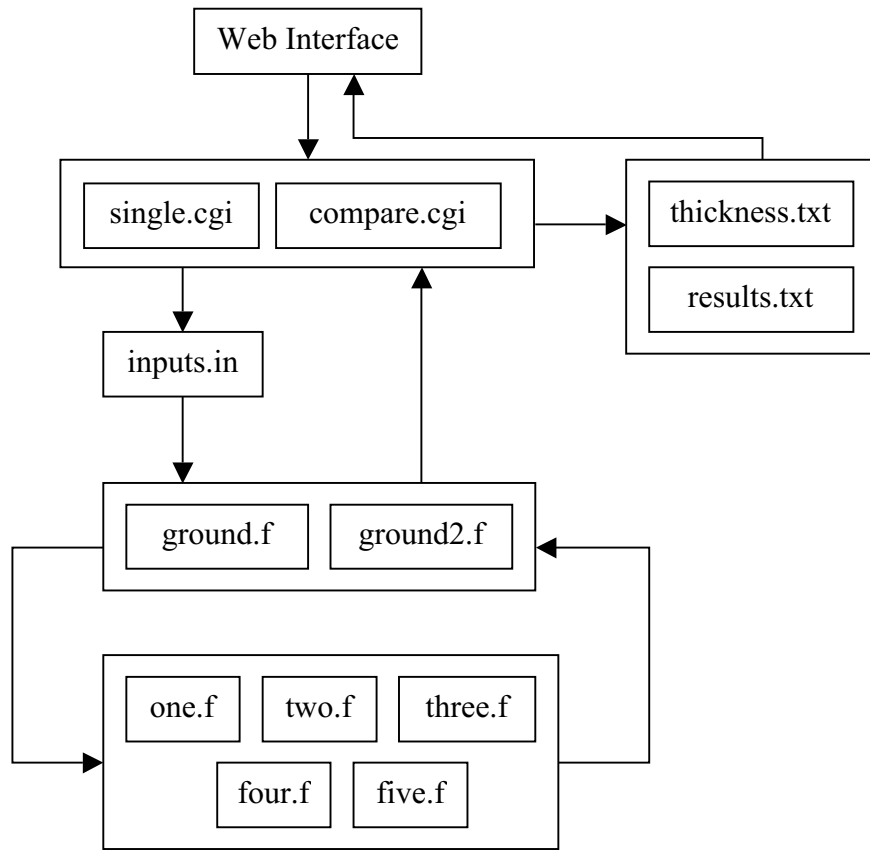 Web Interface
single.cgi
compare.cgi
thickness.txt
results.txt
inputs.in
ground.f
ground2.f
one.f
two.f
three.f
four.f
five.f